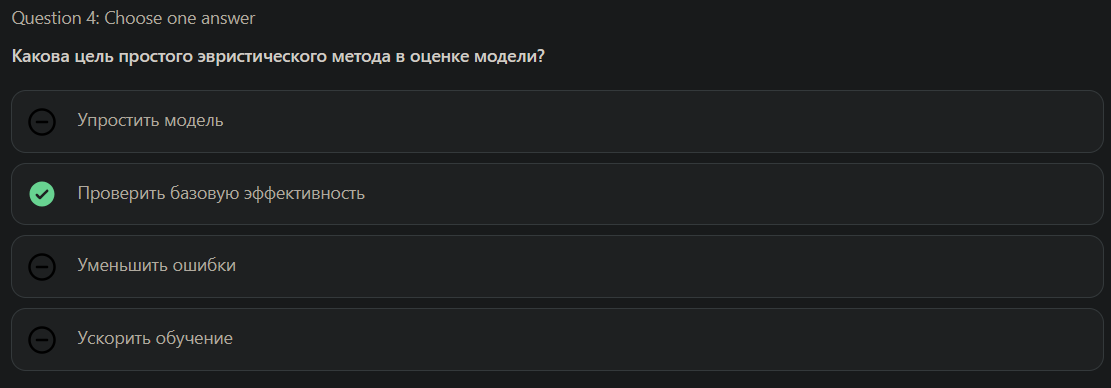 Question 4: Choose one answer
Какова цель простого эвристического метода в оценке модели?
Упростить модель
Проверить базовую эффективность
Уменьшить ошибки
Ускорить обучение